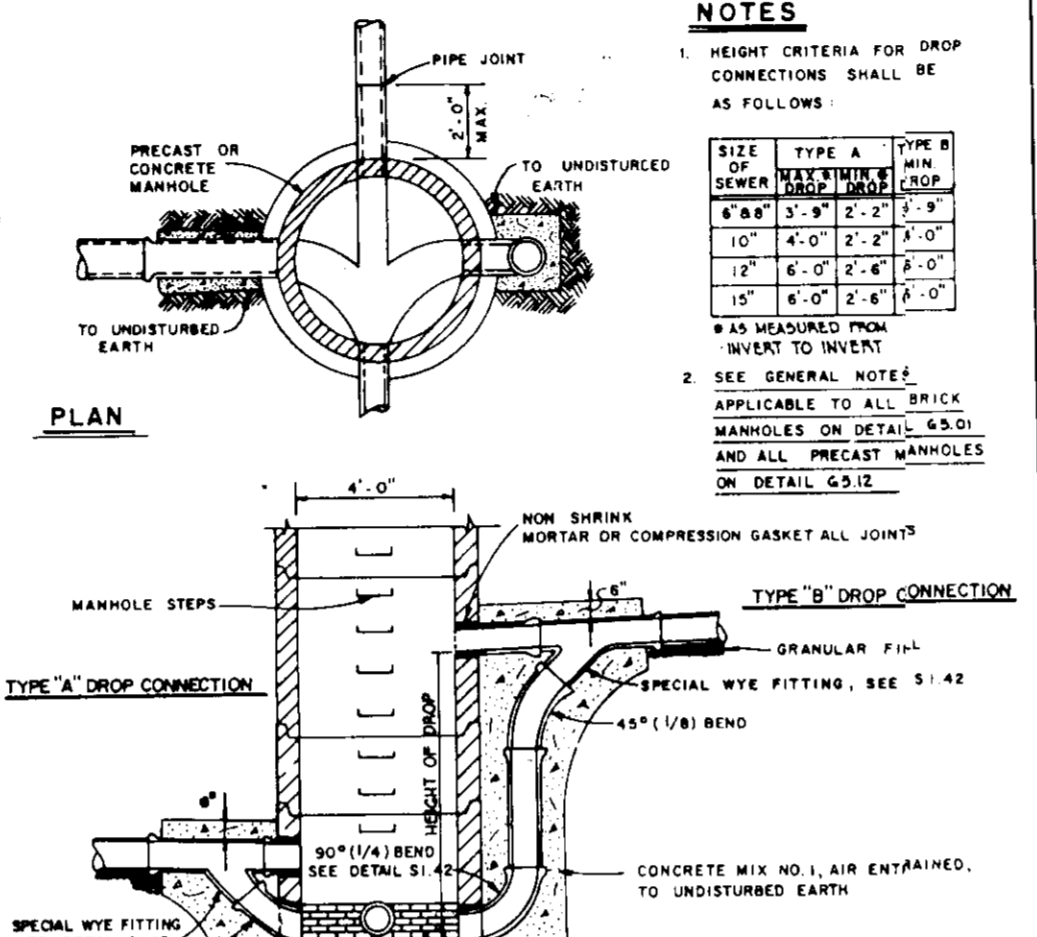 NOTES
1. HEIGHT CRITERIA FOR DROP
CONNECTIONS SHALL BE
AS FOLLOWS :
SIZE OF SEWER TYPE A TYPE B MIN. DROP
MAX.* DROP MIN.* DROP
6" & 8" 3'-9" 2'-2" -9"
10" 4'-0" 2'-2" -0"
12" 6'-0" 2'-6" -0"
15" 6'-0" 2'-6" -0"
* AS MEASURED FROM
INVERT TO INVERT
2. SEE GENERAL NOTES
APPLICABLE TO ALL BRICK
MANHOLES ON DETAIL G5.01
AND ALL PRECAST MANHOLES
ON DETAIL G5.12
PIPE JOINT
2'-0"
MAX.
PRECAST OR
CONCRETE
MANHOLE
TO UNDISTURCED
EARTH
TO UNDISTURBED
EARTH
PLAN
4'-0"
NON SHRINK
MORTAR OR COMPRESSION GASKET ALL JOINTS
MANHOLE STEPS
6"
TYPE "B" DROP CONNECTION
GRANULAR FILL
SPECIAL WYE FITTING, SEE S1.42
45° (1/8) BEND
TYPE "A" DROP CONNECTION
HEIGHT OF DROP
6"
90° (1/4) BEND
SEE DETAIL S1.42
CONCRETE MIX NO. 1, AIR ENTRAINED,
TO UNDISTURBED EARTH
SPECIAL WYE FITTING